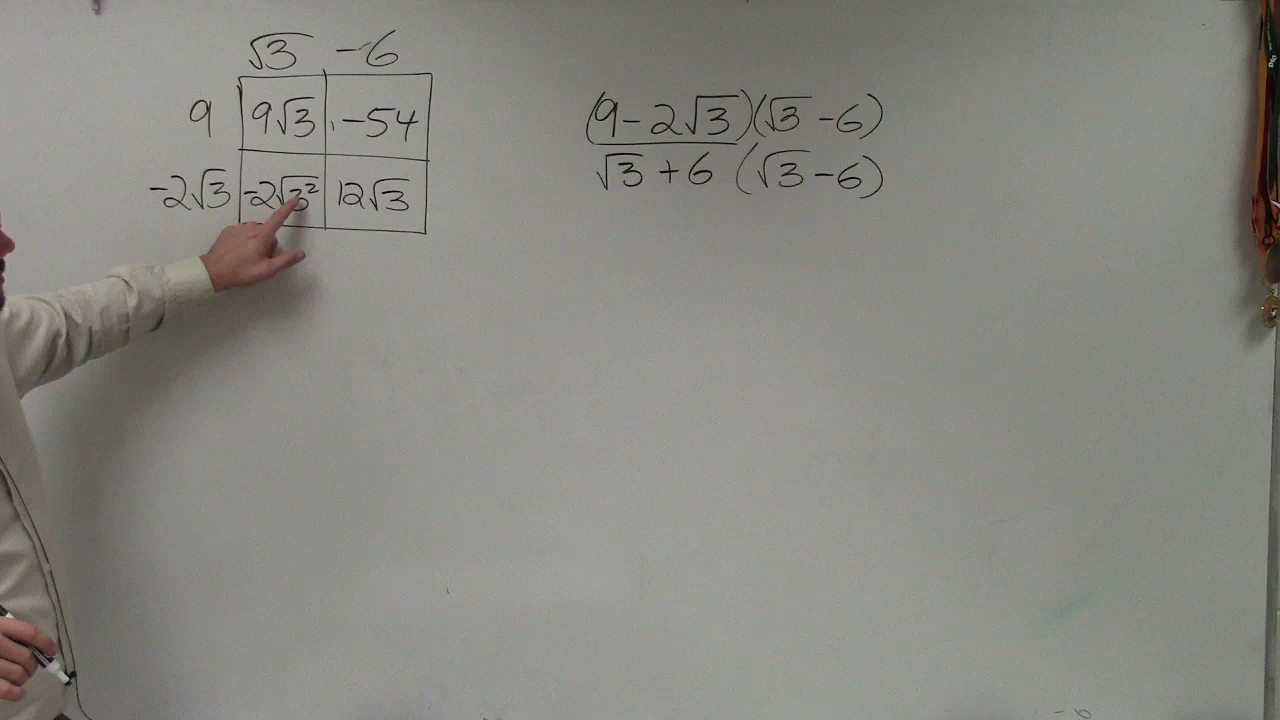 √3 -6
9 9√3 -54
-2√3 -2√3² 12√3
(9-2√3)(√3-6)
√3+6 (√3-6)